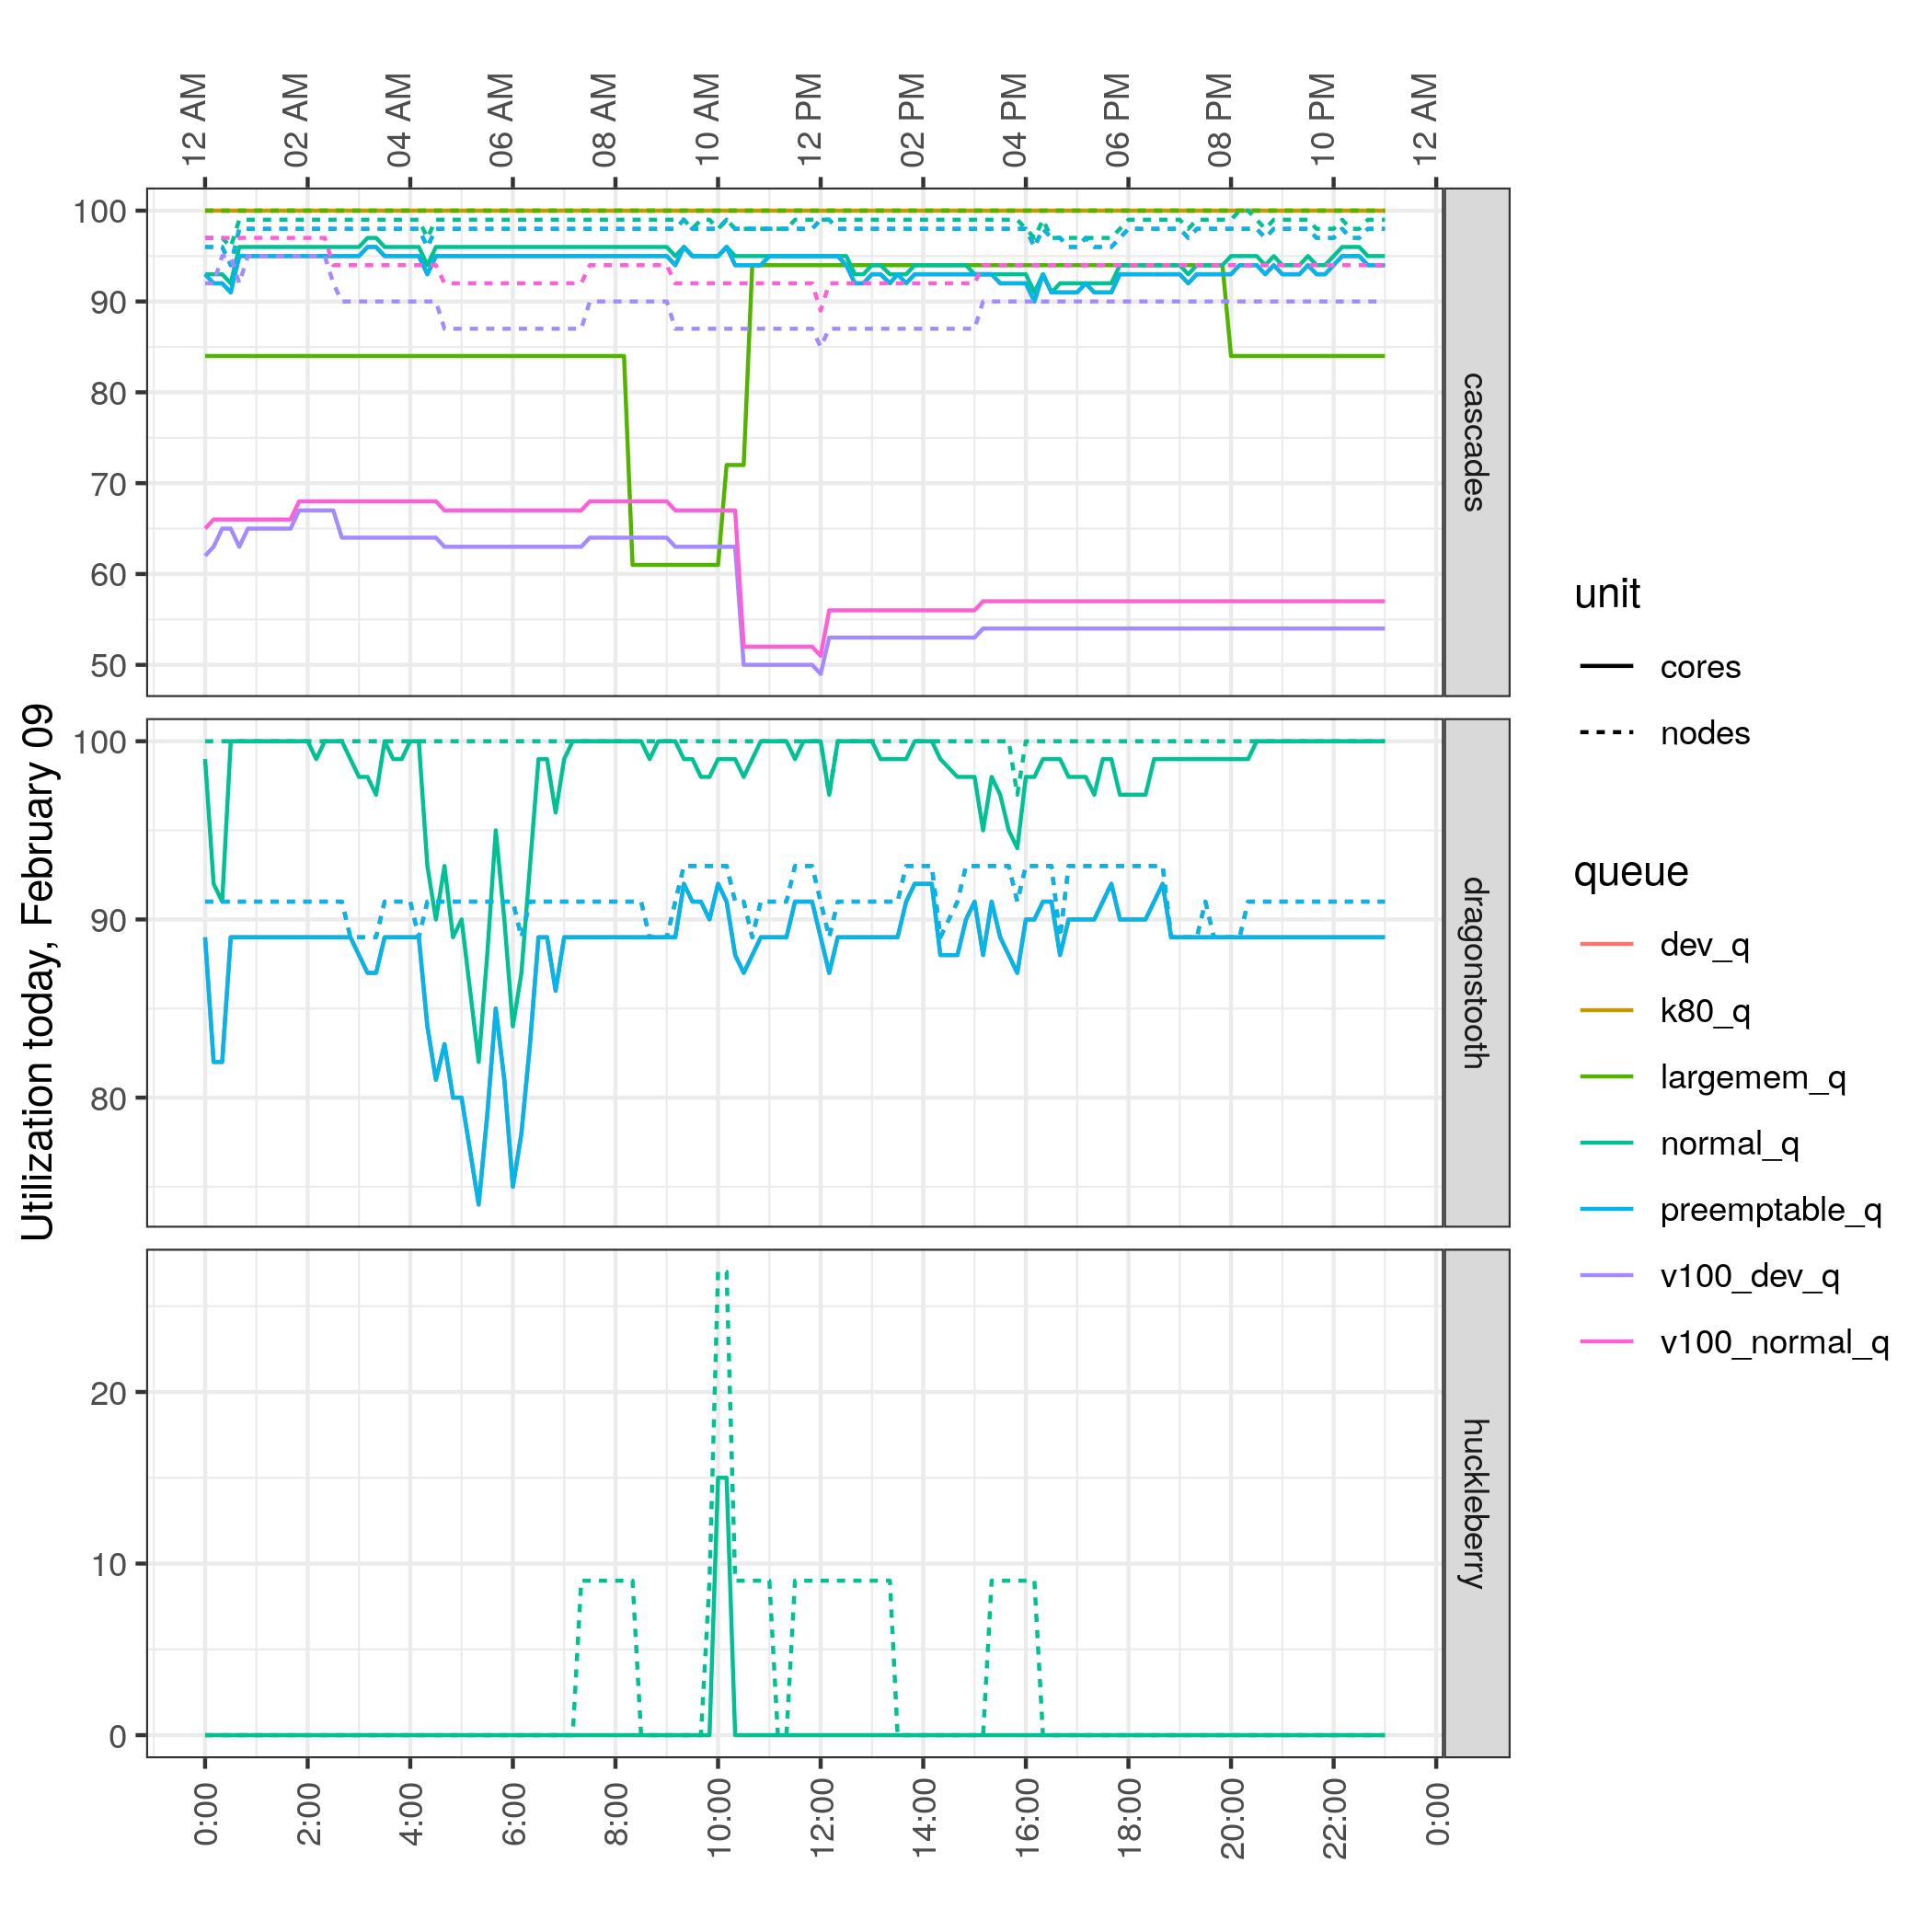 12 AM
02 AM
04 AM
06 AM
08 AM
10 AM
12 PM
02 PM
04 PM
06 PM
08 PM
10 PM
12 AM
Utilization today, February 09
100
90
80
70
60
50
cascades
100
90
80
dragonstooth
20
10
0
huckleberry
0:00
2:00
4:00
6:00
8:00
10:00
12:00
14:00
16:00
18:00
20:00
22:00
0:00
unit
cores
nodes
queue
dev_q
k80_q
largemem_q
normal_q
preemptable_q
v100_dev_q
v100_normal_q